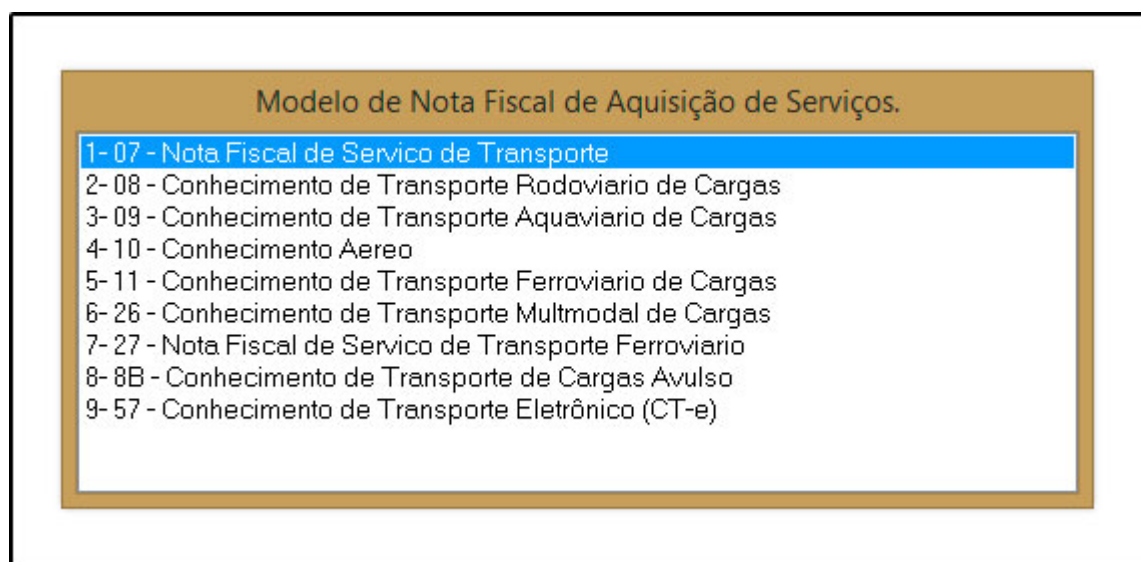 Modelo de Nota Fiscal de Aquisição de Serviços.
1- 07 - Nota Fiscal de Servico de Transporte
2- 08 - Conhecimento de Transporte Rodoviario de Cargas
3- 09 - Conhecimento de Transporte Aquaviario de Cargas
4- 10 - Conhecimento Aereo
5- 11 - Conhecimento de Transporte Ferroviario de Cargas
6- 26 - Conhecimento de Transporte Multmodal de Cargas
7- 27 - Nota Fiscal de Servico de Transporte Ferroviario
8- 8B - Conhecimento de Transporte de Cargas Avulso
9- 57 - Conhecimento de Transporte Eletrônico (CT-e)